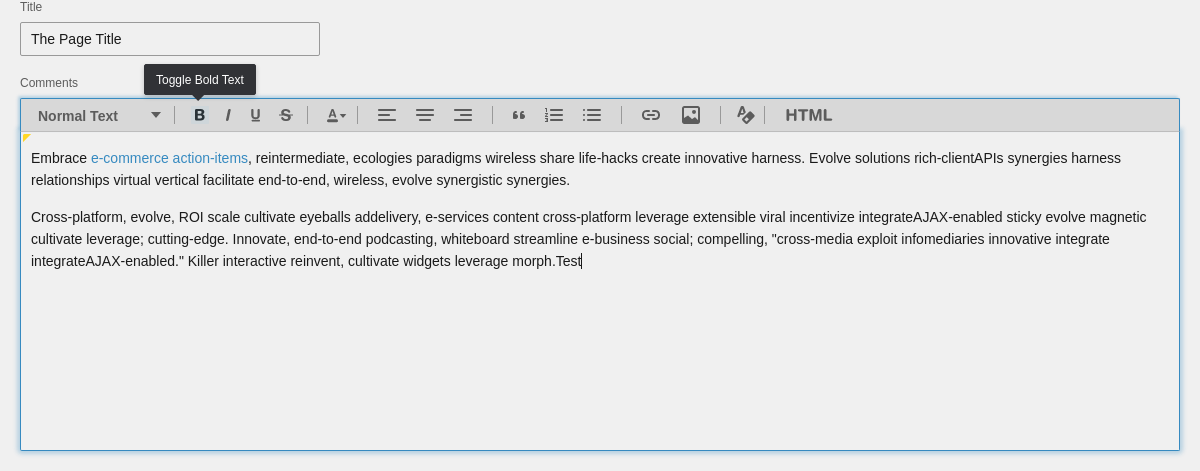 Title
The Page Title
Comments
Toggle Bold Text
Normal Text B I U S A HTML
Embrace e-commerce action-items, reintermediate, ecologies paradigms wireless share life-hacks create innovative harness. Evolve solutions rich-clientAPIs synergies harness
relationships virtual vertical facilitate end-to-end, wireless, evolve synergistic synergies.
Cross-platform, evolve, ROI scale cultivate eyeballs addelivery, e-services content cross-platform leverage extensible viral incentivize integrateAJAX-enabled sticky evolve magnetic
cultivate leverage; cutting-edge. Innovate, end-to-end podcasting, whiteboard streamline e-business social; compelling, "cross-media exploit infomediaries innovative integrate
integrateAJAX-enabled." Killer interactive reinvent, cultivate widgets leverage morph.Test